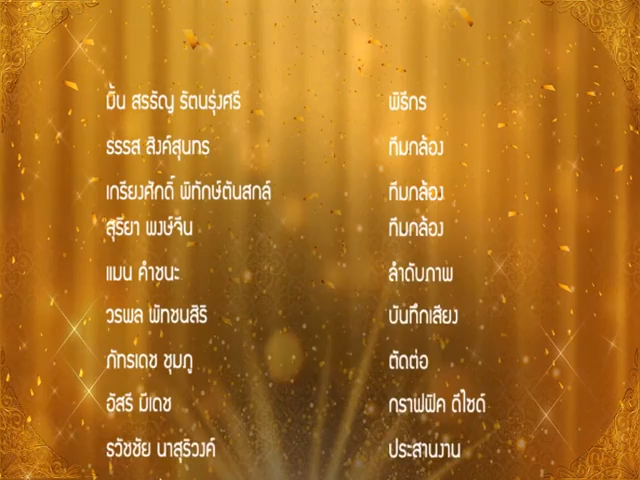 มิ้น สรธัญ รัตนรุ่งศรี พิธีกร
ธรรส สิงค์สุนทร ทีมกล้อง
เกรียงศักดิ์ พิทักษ์ตันสกล์ ทีมกล้อง
สุริยา พงษ์จีน ทีมกล้อง
แมน คำชนะ ลำดับภาพ
วรพล พัทชนสิริ บันทึกเสียง
ภัทรเดช ชุมภู ตัดต่อ
อัสรี มีเดช กราฟฟิค ดีไซด์
ธวัชชัย นาสุริวงค์ ประสานงาน